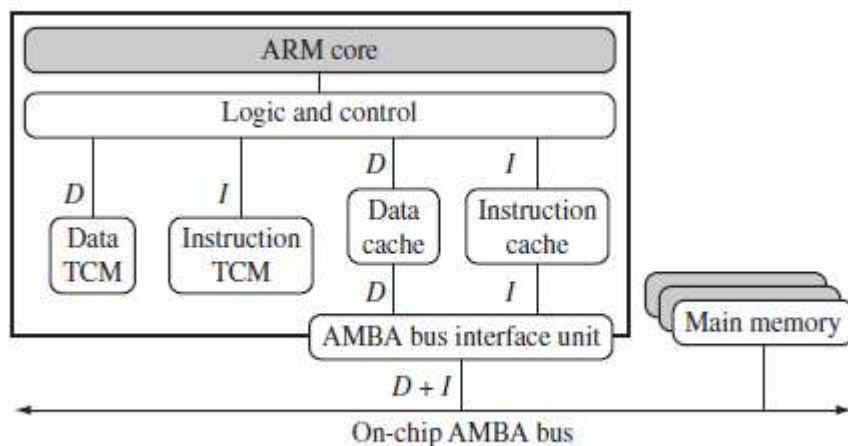 ARM core
Logic and control
D
I
D
I
Data
TCM
Instruction
TCM
Data
cache
Instruction
cache
D
I
Main memory
AMBA bus interface unit
D + I
On-chip AMBA bus